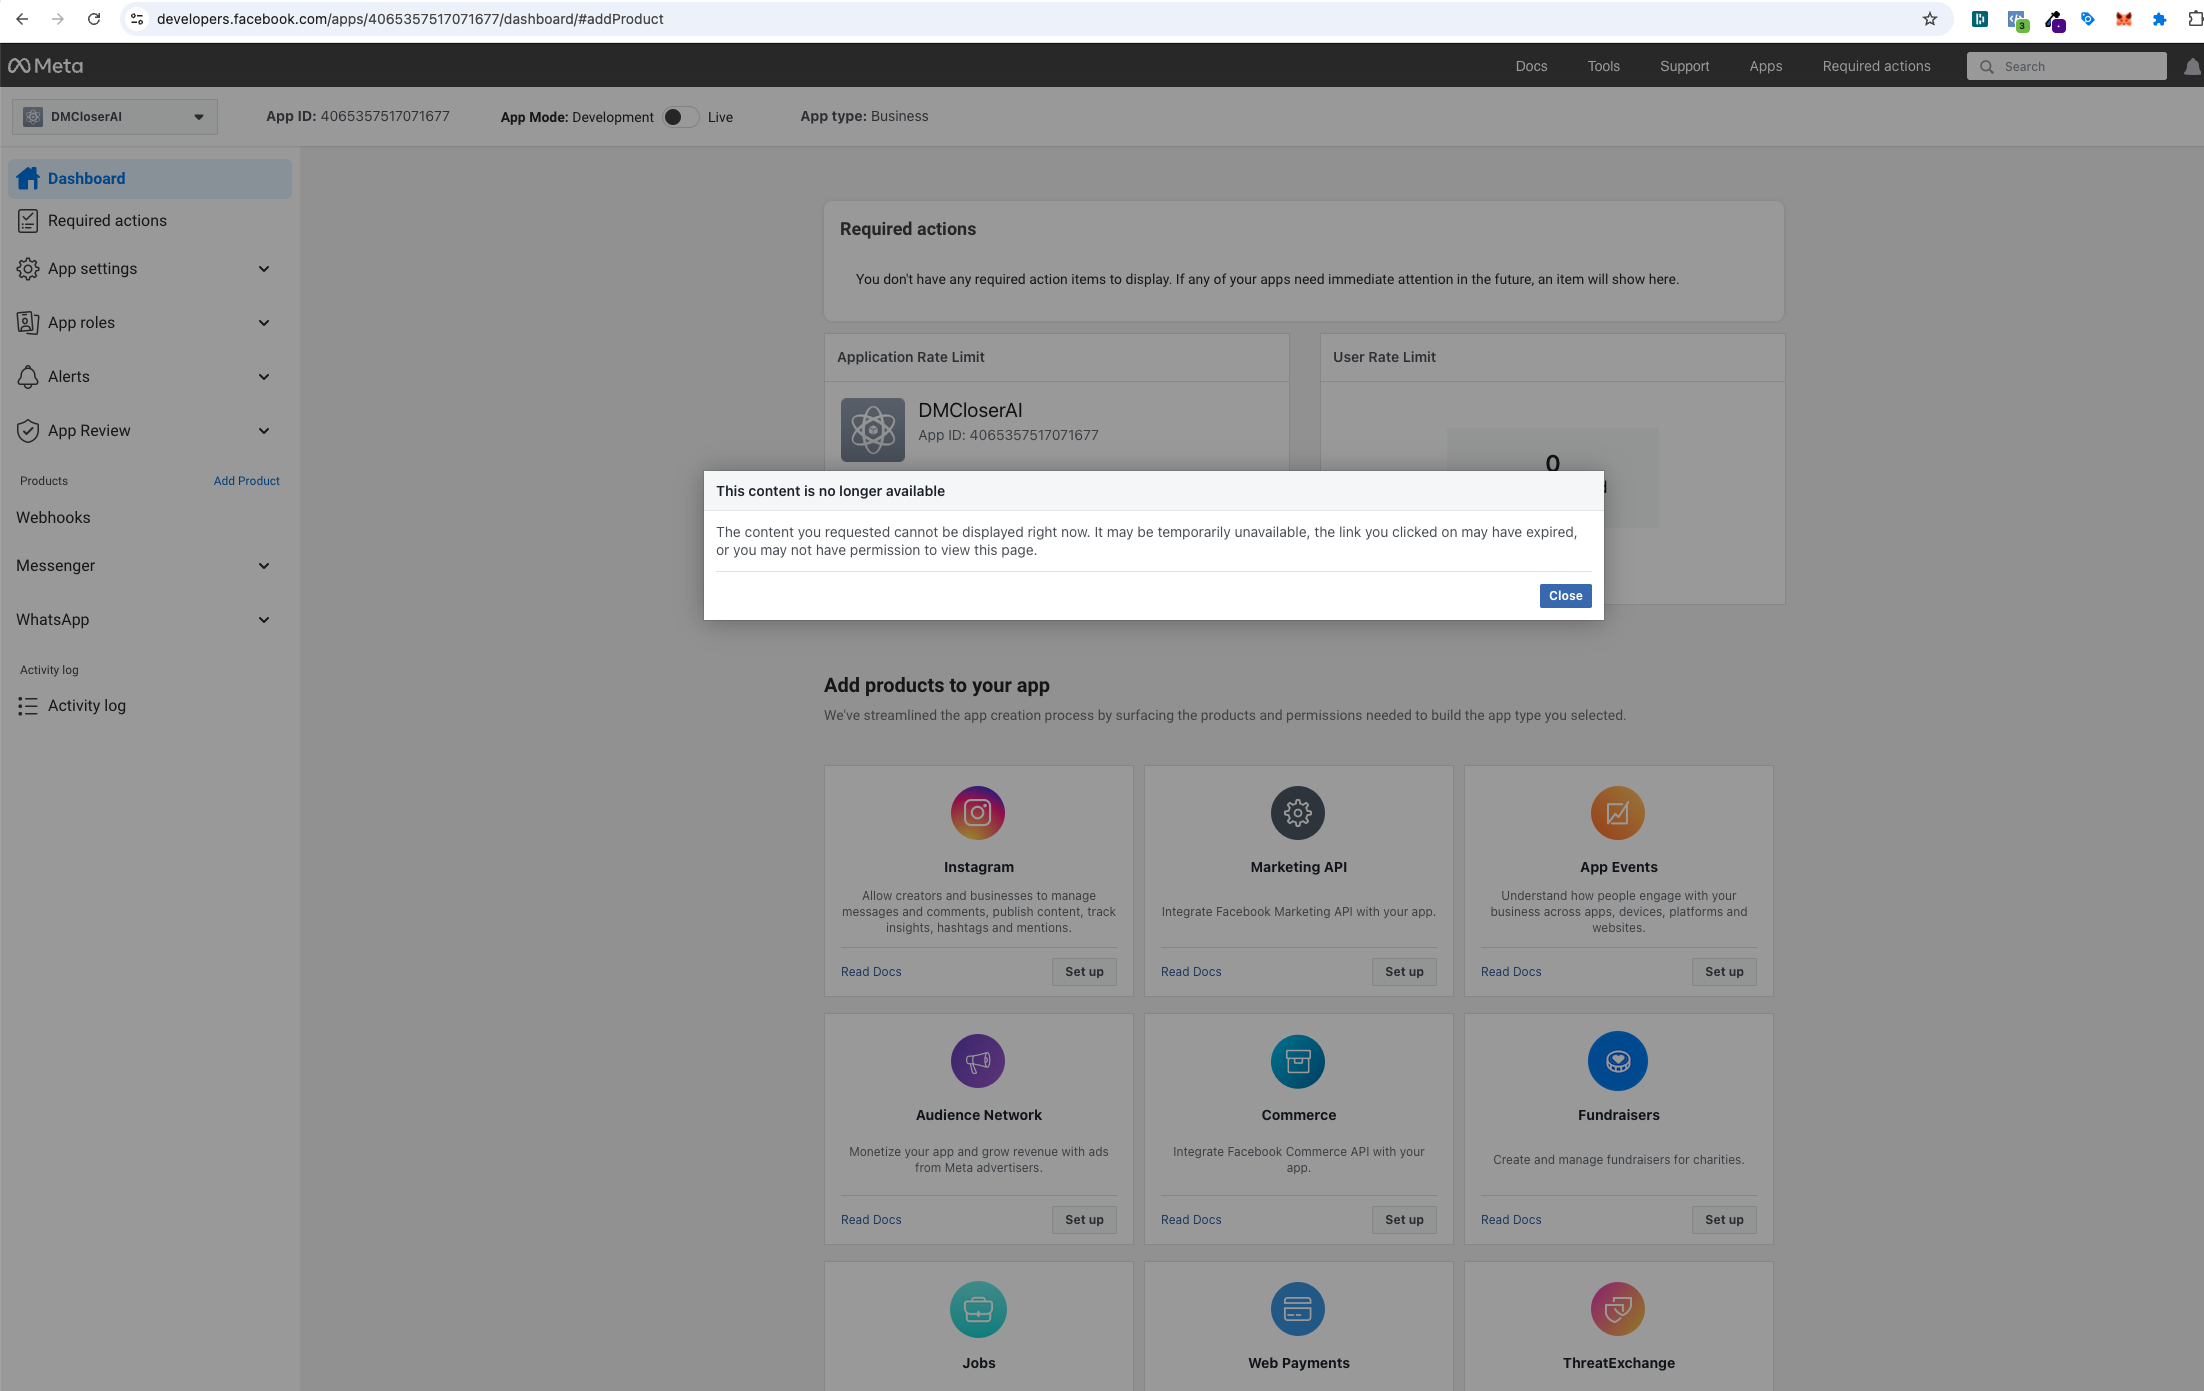 developers.facebook.com/apps/4065357517071677/dashboard/#addProduct
3
Meta
Docs
Tools
Support
Apps
Required actions
Search
DMCloserAI
App ID: 4065357517071677
App Mode: Development
Live
App type: Business
Dashboard
Required actions
App settings
App roles
Alerts
App Review
Products
Add Product
Webhooks
Messenger
WhatsApp
Activity log
Activity log
Required actions
You don't have any required action items to display. If any of your apps need immediate attention in the future, an item will show here.
Application Rate Limit
DMCloserAI
App ID: 4065357517071677
User Rate Limit
0
This content is no longer available
The content you requested cannot be displayed right now. It may be temporarily unavailable, the link you clicked on may have expired,
or you may not have permission to view this page.
Close
Add products to your app
We've streamlined the app creation process by surfacing the products and permissions needed to build the app type you selected.
Instagram
Allow creators and businesses to manage
messages and comments, publish content, track
insights, hashtags and mentions.
Read Docs
Set up
Marketing API
Integrate Facebook Marketing API with your app.
Read Docs
Set up
App Events
Understand how people engage with your
business across apps, devices, platforms and
websites.
Read Docs
Set up
Audience Network
Monetize your app and grow revenue with ads
from Meta advertisers.
Read Docs
Set up
Commerce
Integrate Facebook Commerce API with your
app.
Read Docs
Set up
Fundraisers
Create and manage fundraisers for charities.
Read Docs
Set up
Jobs
Web Payments
ThreatExchange